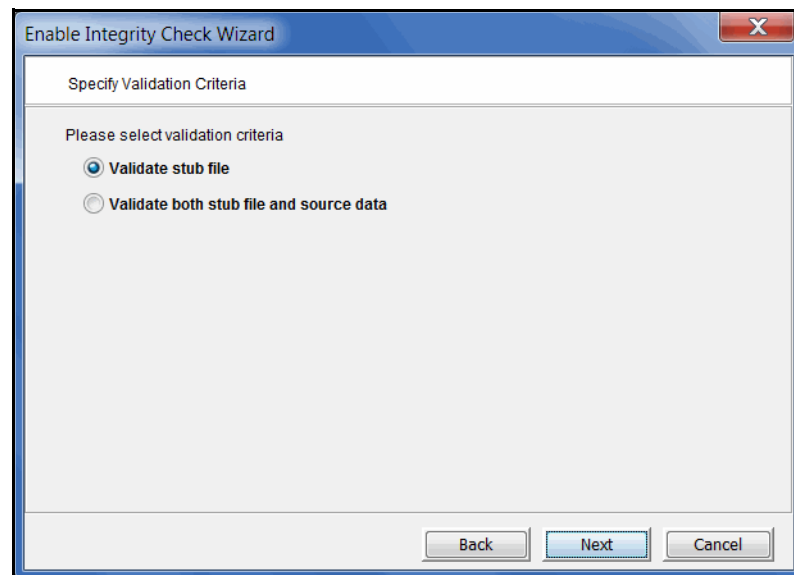 Enable Integrity Check Wizard
X
Specify Validation Criteria
Please select validation criteria
Validate stub file
Validate both stub file and source data
Back
Next
Cancel